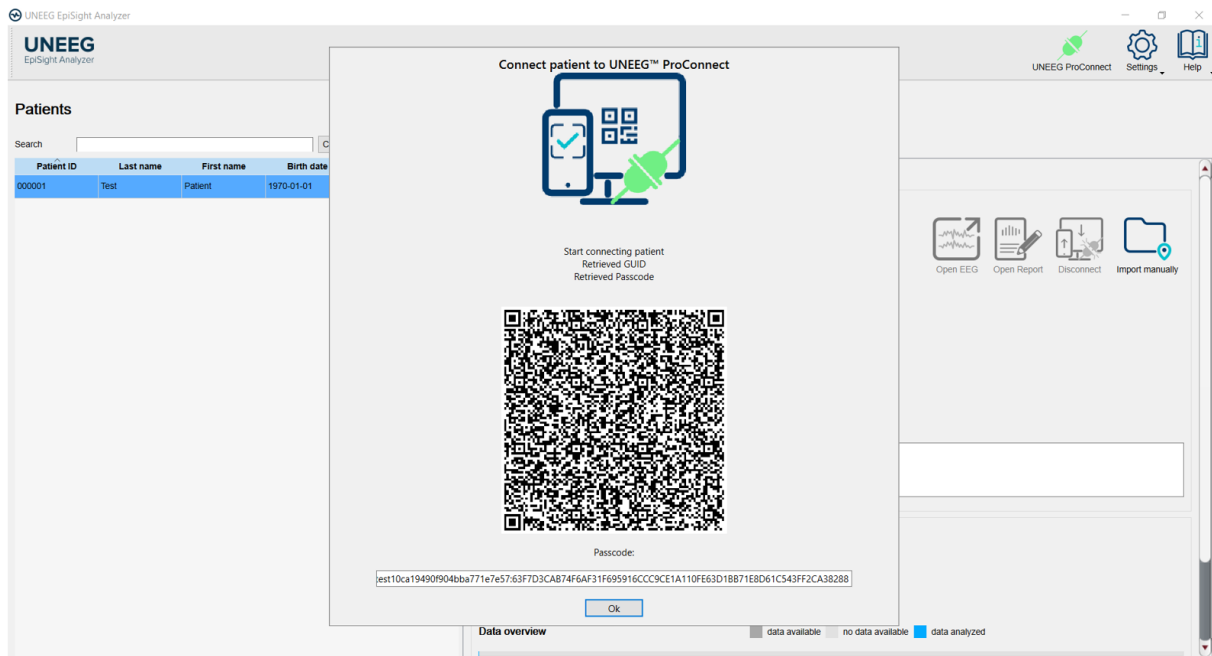 UNEEG EpiSight Analyzer
UNEEG
EpiSight Analyzer
UNEEG ProConnect Settings Help
Connect patient to UNEEG™ ProConnect
Patients
Search
C
Patient ID Last name First name Birth date
000001 Test Patient 1970-01-01
Start connecting patient
Retrieved GUID
Retrieved Passcode
Open EEG Open Report Disconnect Import manually
Passcode:
:est10ca19490f904bba771e7e57:63F7D3CAB74F6AF31F695916CCC9CE1A110FE63D1BB71E8D61C543FF2CA38288
Ok
Data overview data available no data available data analyzed